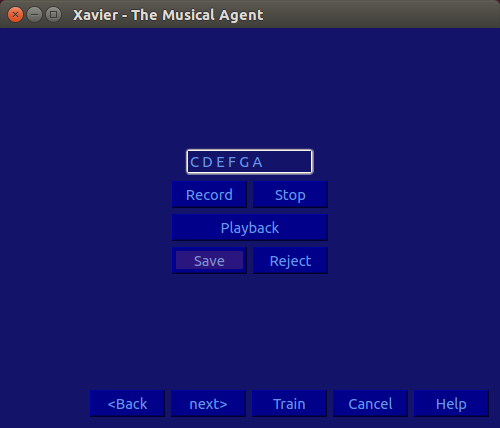 Xavier - The Musical Agent
C D E F G A
Record Stop
Playback
Save Reject
<Back next> Train Cancel Help